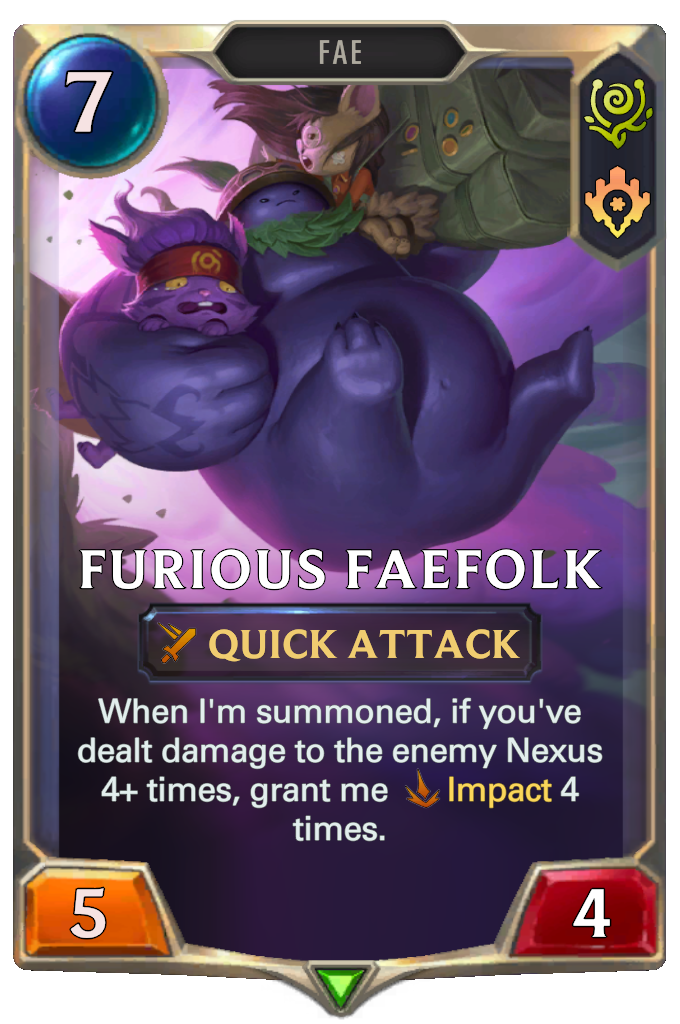 FAE
7
FURIOUS FAEFOLK
QUICK ATTACK
When I'm summoned, if you've
dealt damage to the enemy Nexus
4+ times, grant me Impact 4
times.
5
4